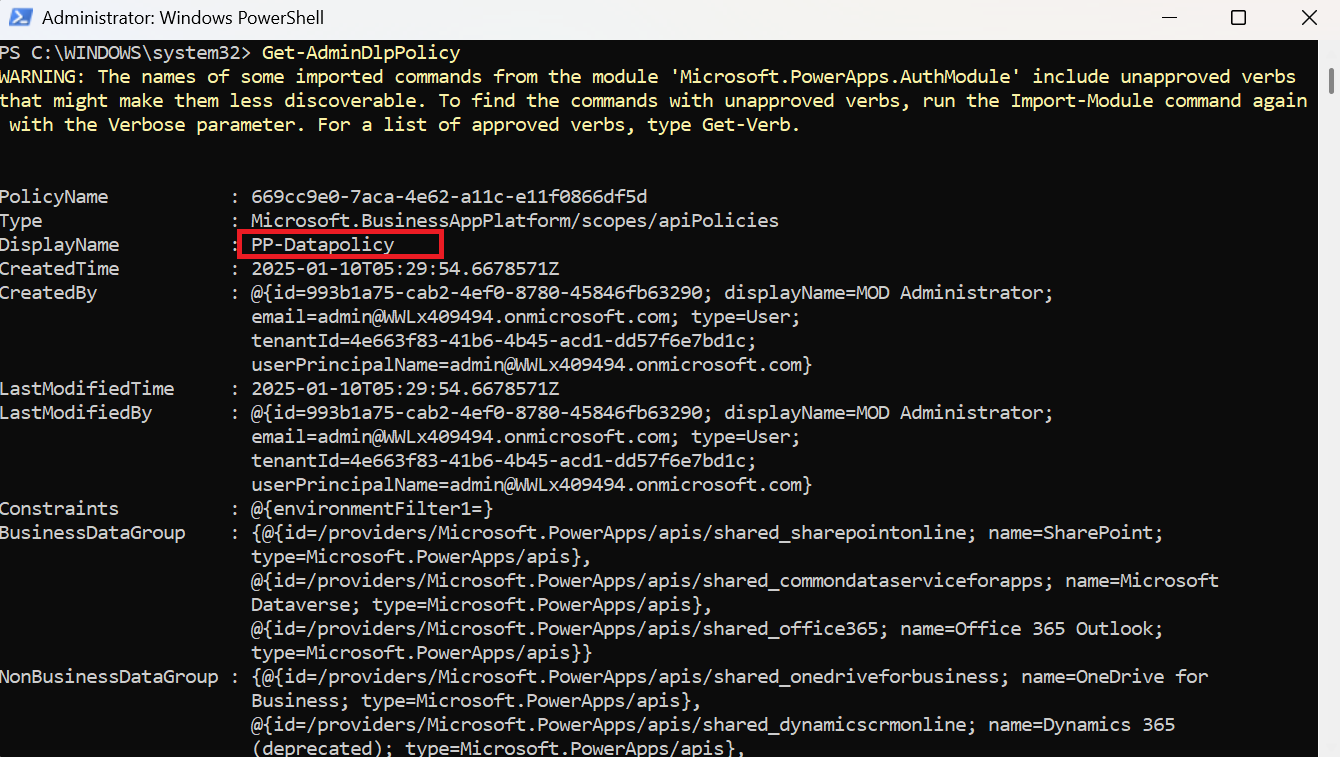 Administrator: Windows PowerShell
PS C:\WINDOWS\system32> Get-AdminDlpPolicy
WARNING: The names of some imported commands from the module 'Microsoft.PowerApps.AuthModule' include unapproved verbs
that might make them less discoverable. To find the commands with unapproved verbs, run the Import-Module command again
with the Verbose parameter. For a list of approved verbs, type Get-Verb.
PolicyName : 669cc9e0-7aca-4e62-a11c-e11f0866df5d
Type : Microsoft.BusinessAppPlatform/scopes/apiPolicies
DisplayName : PP-Datapolicy
CreatedTime : 2025-01-10T05:29:54.6678571Z
CreatedBy : @{id=993b1a75-cab2-4ef0-8780-45846fb63290; displayName=MOD Administrator;
email=admin@WWLx409494.onmicrosoft.com; type=User;
tenantId=4e663f83-41b6-4b45-acd1-dd57f6e7bd1c;
userPrincipalName=admin@WWLx409494.onmicrosoft.com}
LastModifiedTime : 2025-01-10T05:29:54.6678571Z
LastModifiedBy : @{id=993b1a75-cab2-4ef0-8780-45846fb63290; displayName=MOD Administrator;
email=admin@WWLx409494.onmicrosoft.com; type=User;
tenantId=4e663f83-41b6-4b45-acd1-dd57f6e7bd1c;
userPrincipalName=admin@WWLx409494.onmicrosoft.com}
Constraints : @{environmentFilter1=}
BusinessDataGroup : {@{id=/providers/Microsoft.PowerApps/apis/shared_sharepointonline; name=SharePoint;
type=Microsoft.PowerApps/apis},
@{id=/providers/Microsoft.PowerApps/apis/shared_commondataserviceforapps; name=Microsoft
Dataverse; type=Microsoft.PowerApps/apis},
@{id=/providers/Microsoft.PowerApps/apis/shared_office365; name=Office 365 Outlook;
type=Microsoft.PowerApps/apis}}
NonBusinessDataGroup : {@{id=/providers/Microsoft.PowerApps/apis/shared_onedriveforbusiness; name=OneDrive for
Business; type=Microsoft.PowerApps/apis},
@{id=/providers/Microsoft.PowerApps/apis/shared_dynamicscrmonline; name=Dynamics 365
(deprecated); type=Microsoft.PowerApps/apis},